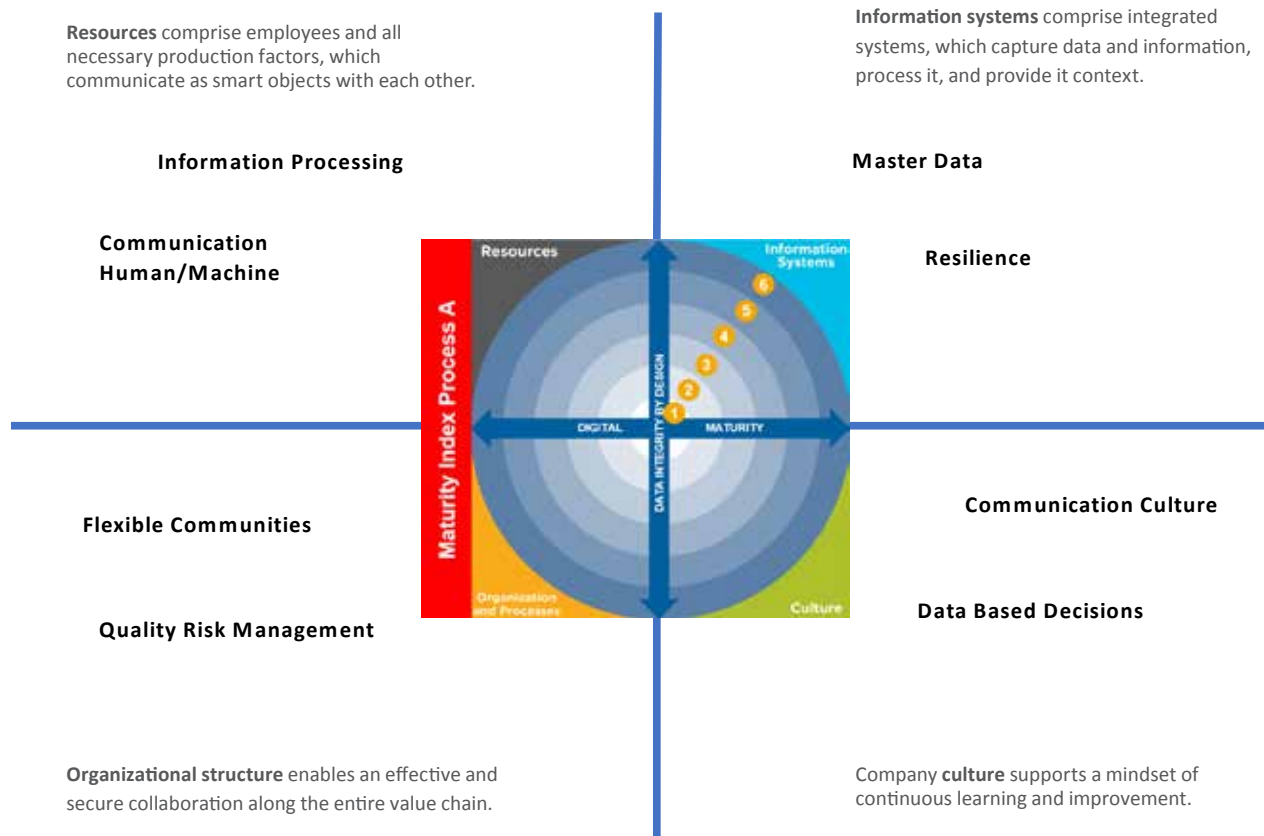 Resources comprise employees and all
necessary production factors, which
communicate as smart objects with each other.
Information systems comprise integrated
systems, which capture data and information,
process it, and provide it context.
Information Processing
Master Data
Communication
Human/Machine
Resilience
Maturity Index Process A
Resources
Information
Systems
6
5
4
3
2
1
DATA INTEGRITY BY DESIGN
DIGITAL
MATURITY
Organization
and Processes
Culture
Flexible Communities
Communication Culture
Quality Risk Management
Data Based Decisions
Organizational structure enables an effective and
secure collaboration along the entire value chain.
Company culture supports a mindset of
continuous learning and improvement.